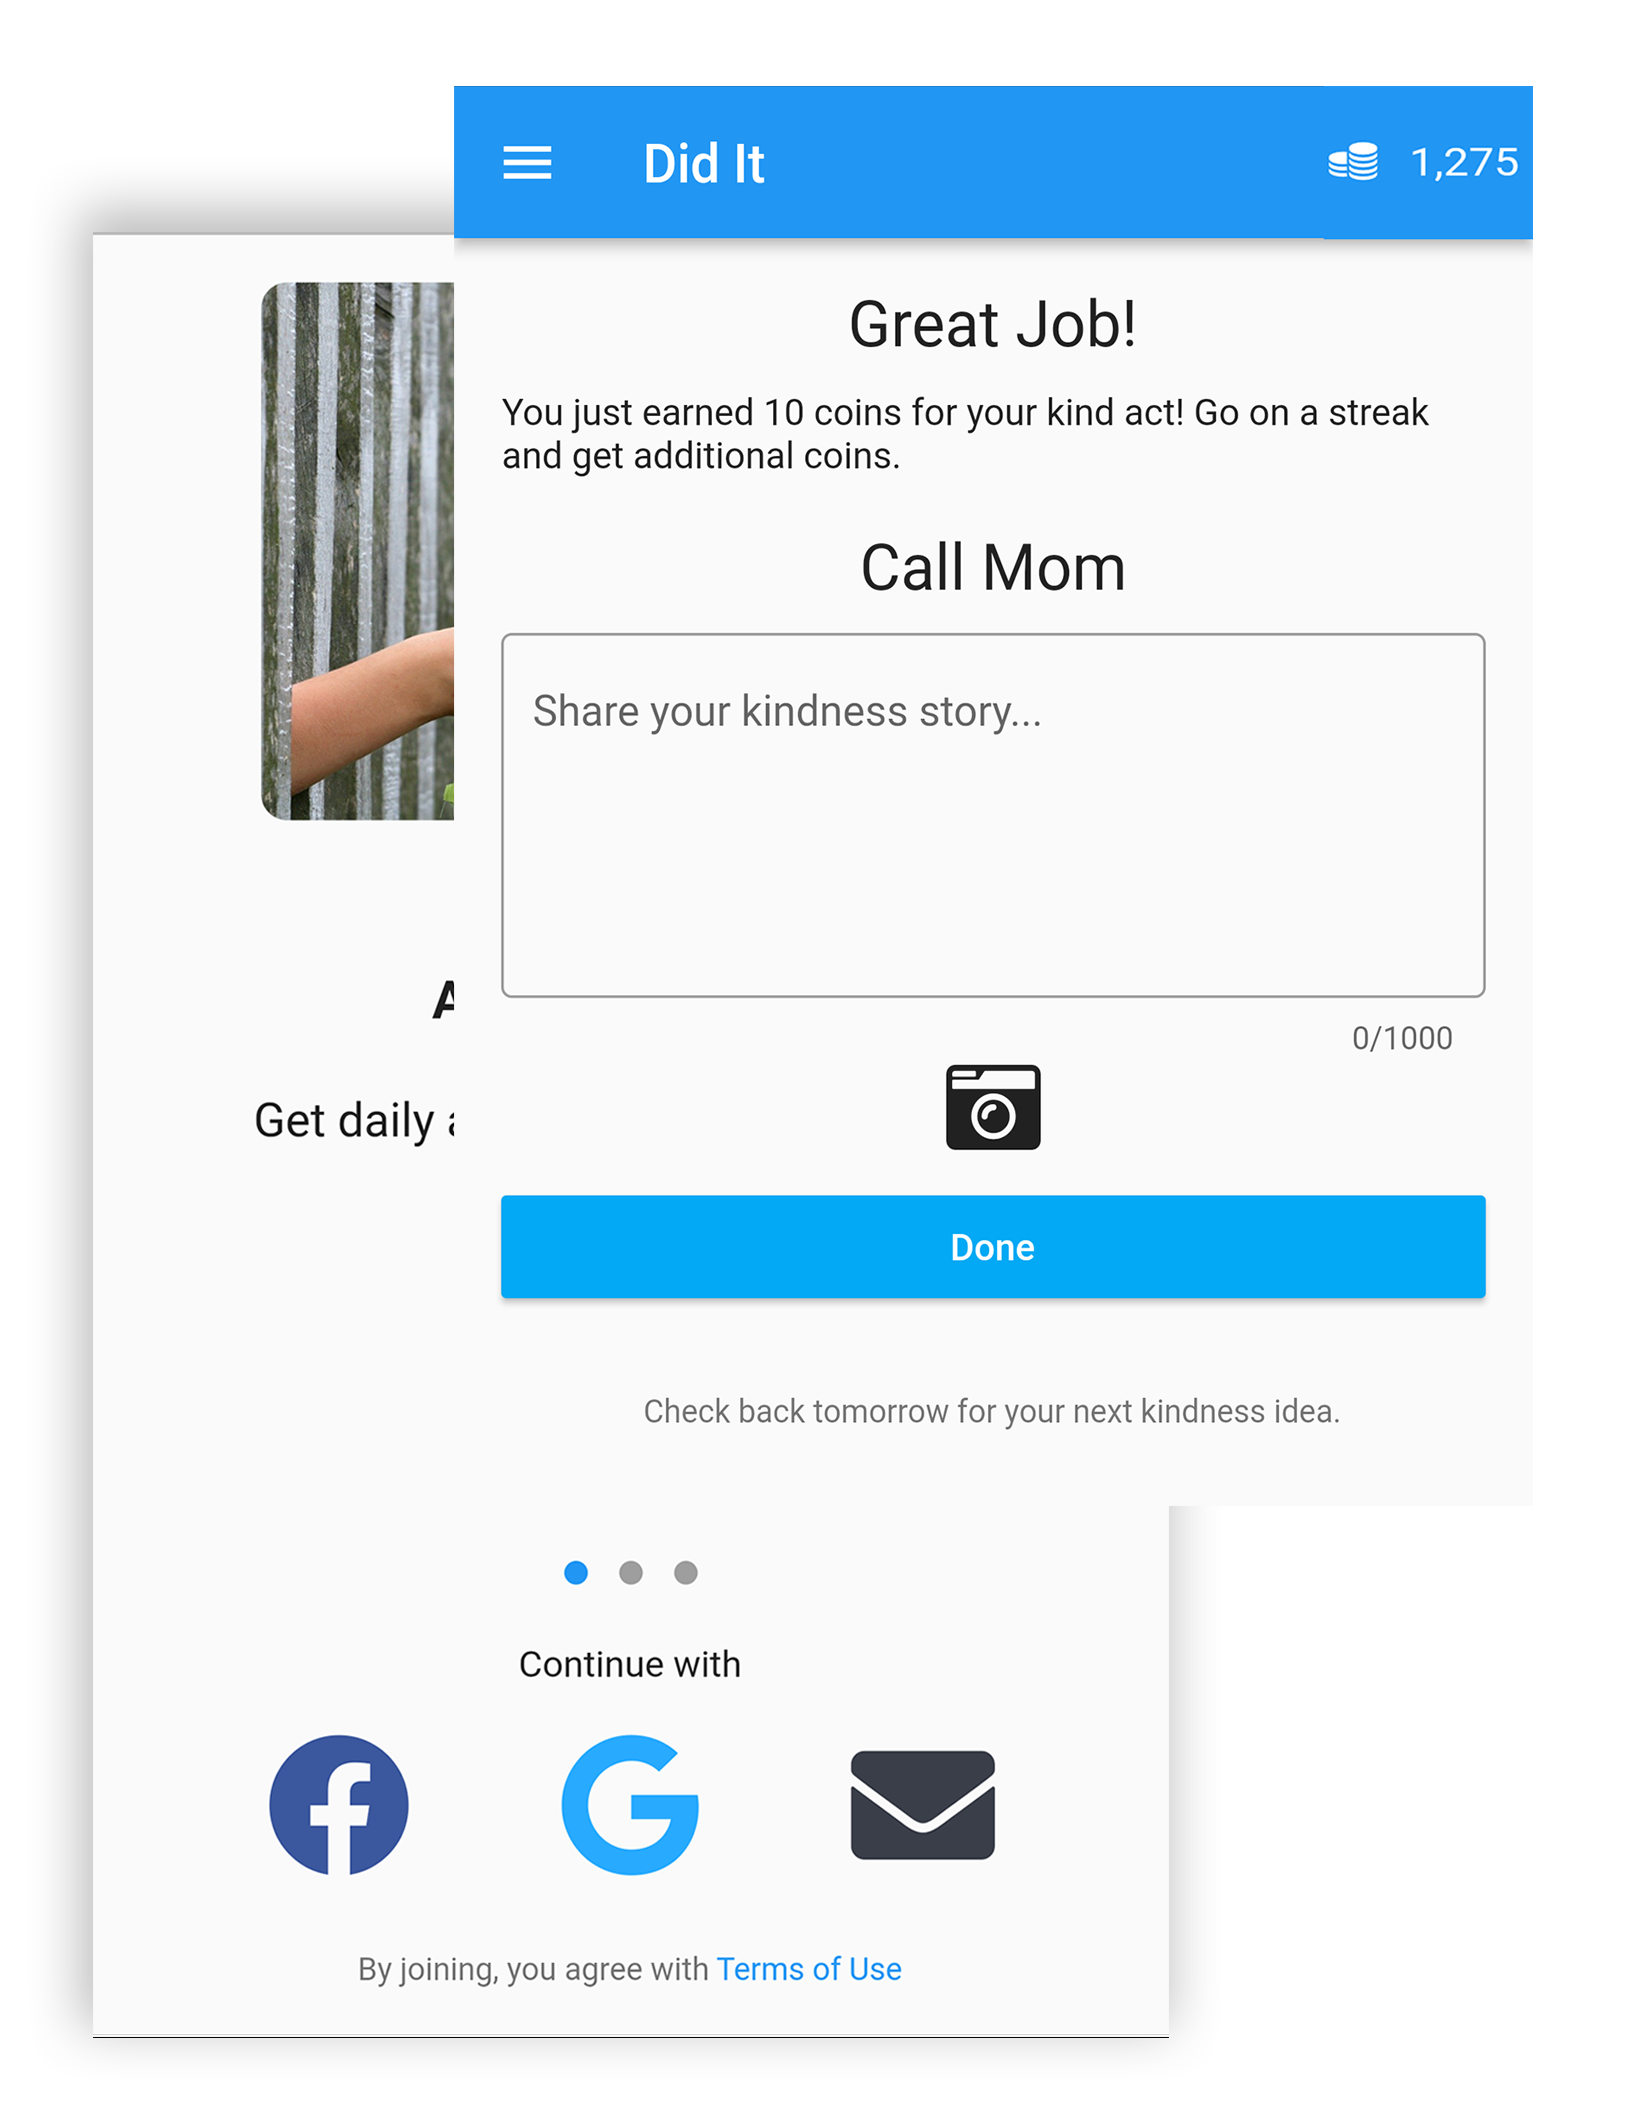 Did It
1,275
Great Job!
You just earned 10 coins for your kind act! Go on a streak
and get additional coins.
Call Mom
Share your kindness story...
0/1000
Done
Check back tomorrow for your next kindness idea.
Get daily
Continue with
By joining, you agree with Terms of Use